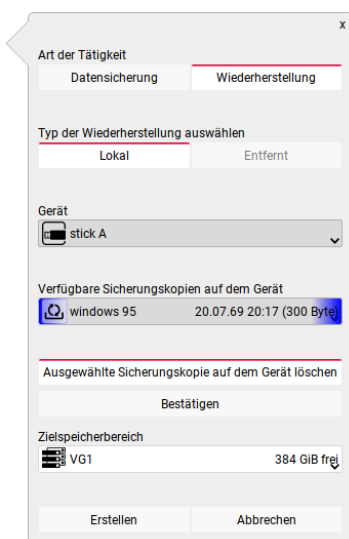 x
Art der Tätigkeit
Datensicherung Wiederherstellung
Typ der Wiederherstellung auswählen
Lokal Entfernt
Gerät
stick A
Verfügbare Sicherungskopien auf dem Gerät
windows 95 20.07.69 20:17 (300 Byte)
Ausgewählte Sicherungskopie auf dem Gerät löschen
Bestätigen
Zielspeicherbereich
VG1 384 GiB frei
Erstellen Abbrechen